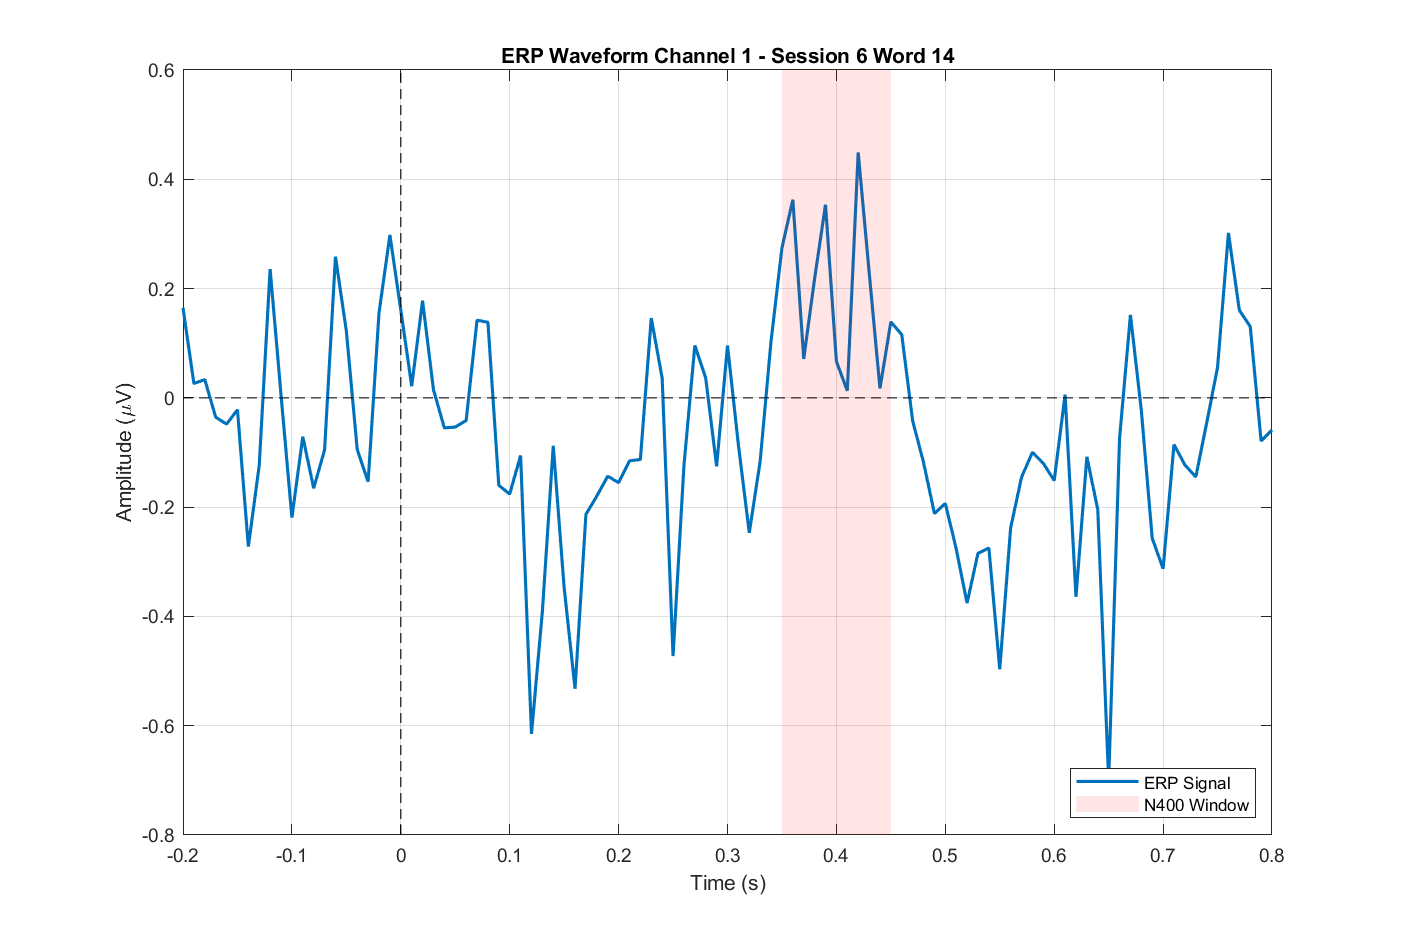 ERP Waveform Channel 1 - Session 6 Word 14
0.6
0.4
0.2
0
-0.2
-0.4
-0.6
-0.8
Amplitude (μV)
-0.2 -0.1 0 0.1 0.2 0.3 0.4 0.5 0.6 0.7 0.8
Time (s)
ERP Signal
N400 Window